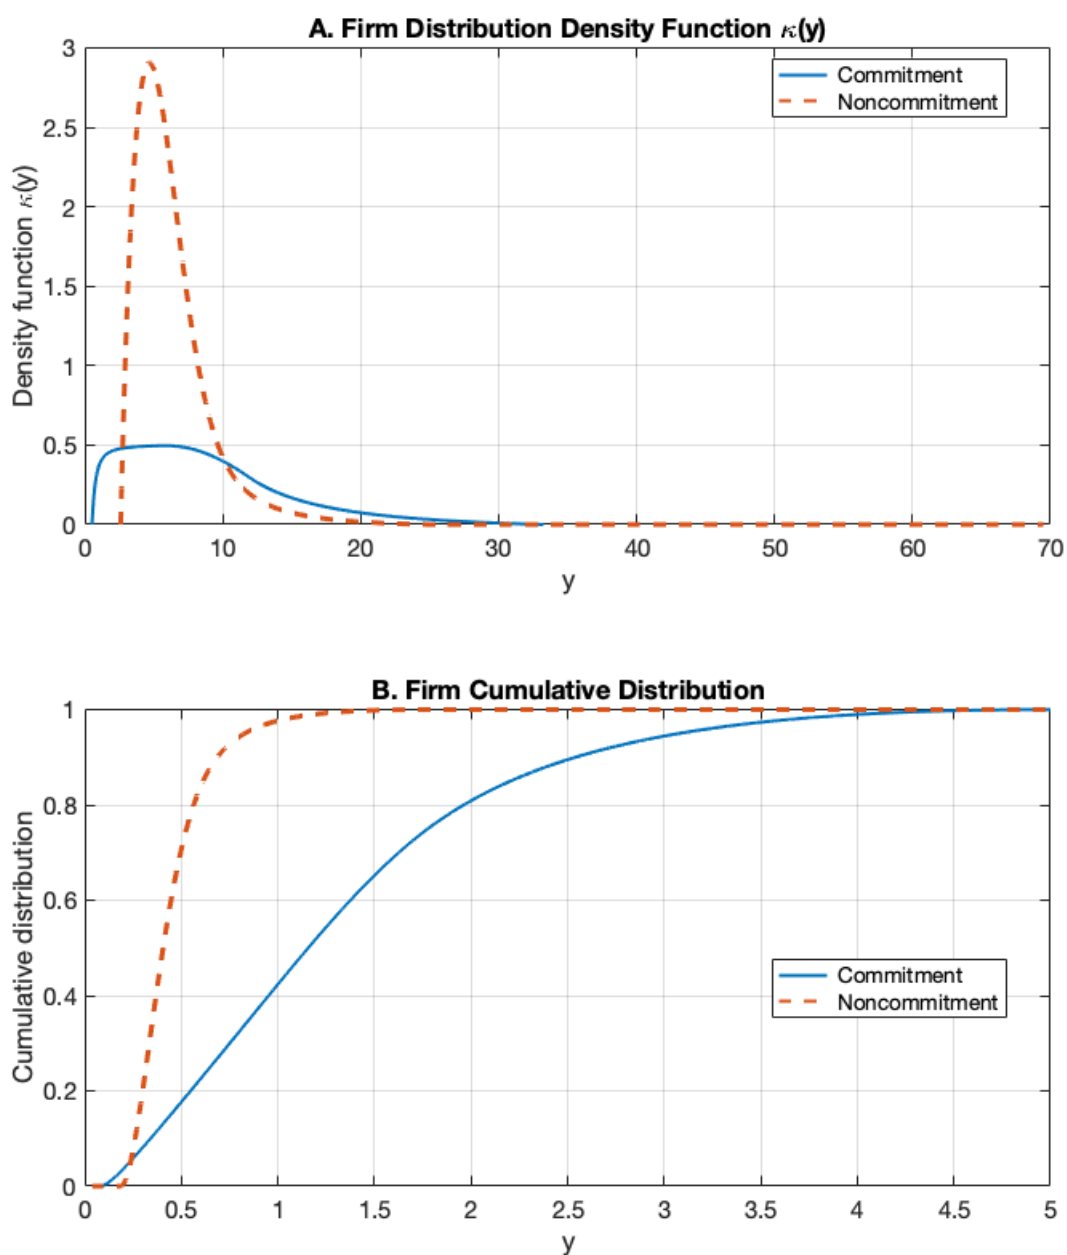 A. Firm Distribution Density Function κ(y)
3
2.5
2
1.5
1
0.5
0
Density function κ(y)
Commitment
Noncommitment
0 10 20 30 40 50 60 70
y
B. Firm Cumulative Distribution
1
0.8
0.6
0.4
0.2
0
Cumulative distribution
Commitment
Noncommitment
0 0.5 1 1.5 2 2.5 3 3.5 4 4.5 5
y